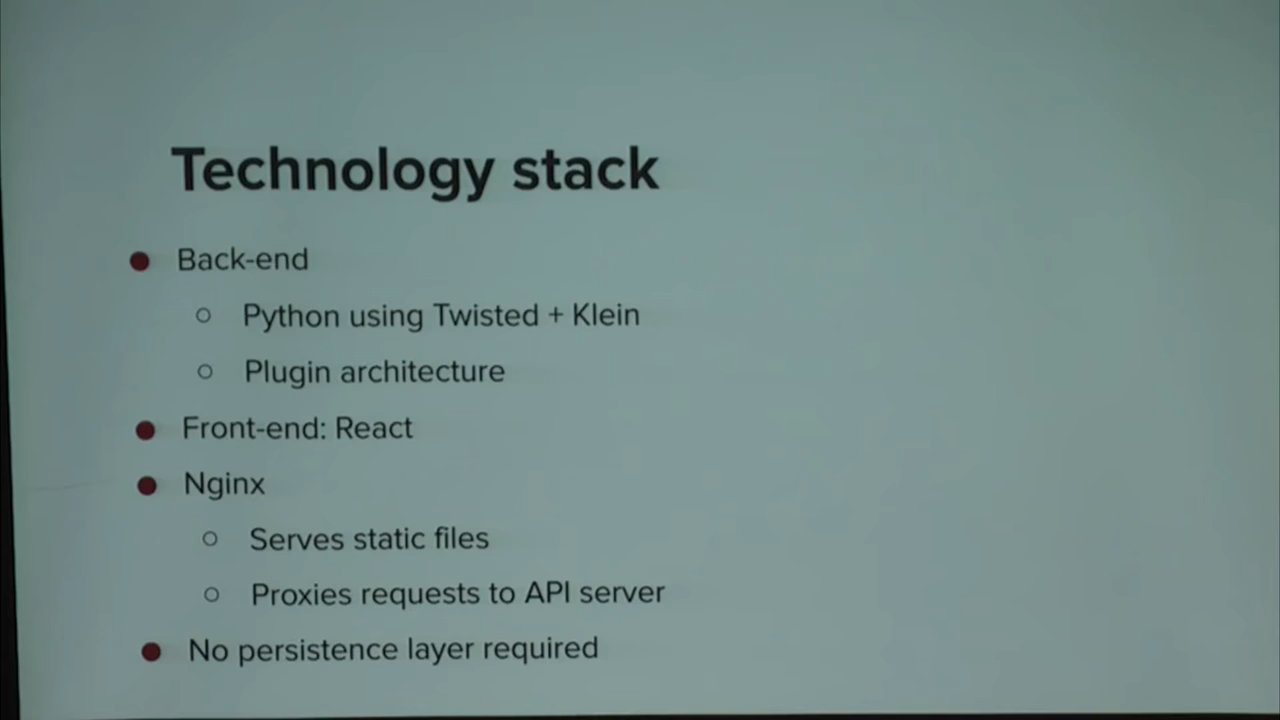 Technology stack
Back-end
Python using Twisted + Klein
Plugin architecture
Front-end: React
Nginx
Serves static files
Proxies requests to API server
No persistence layer required